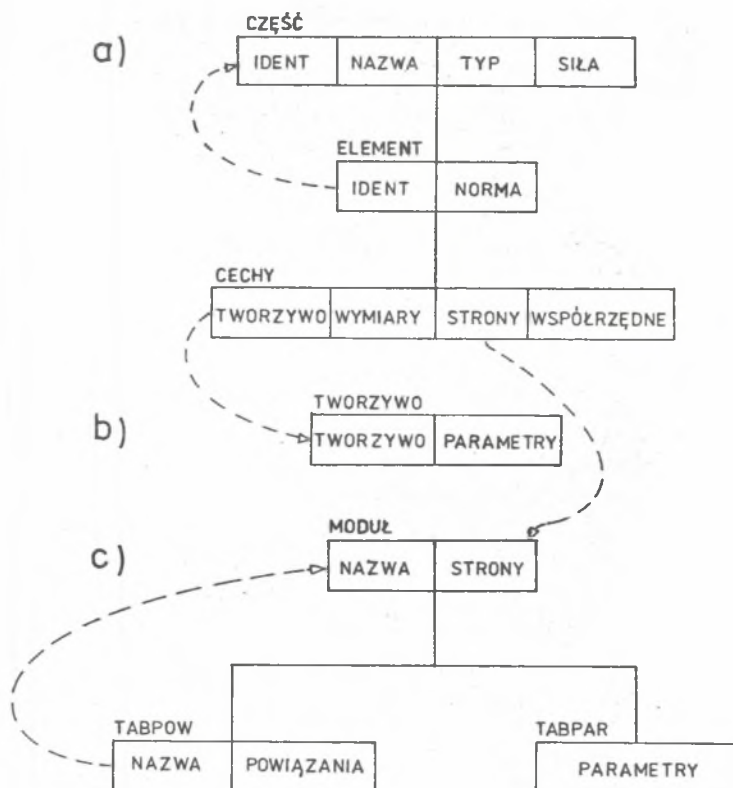 a)
CZĘŚĆ
IDENT NAZWA TYP SIŁA
ELEMENT
IDENT NORMA
CECHY
TWORZYWO WYMIARY STRONY WSPÓŁRZĘDNE
b)
TWORZYWO
TWORZYWO PARAMETRY
c)
MODUŁ
NAZWA STRONY
TABPOW
NAZWA POWIĄZANIA
TABPAR
PARAMETRY